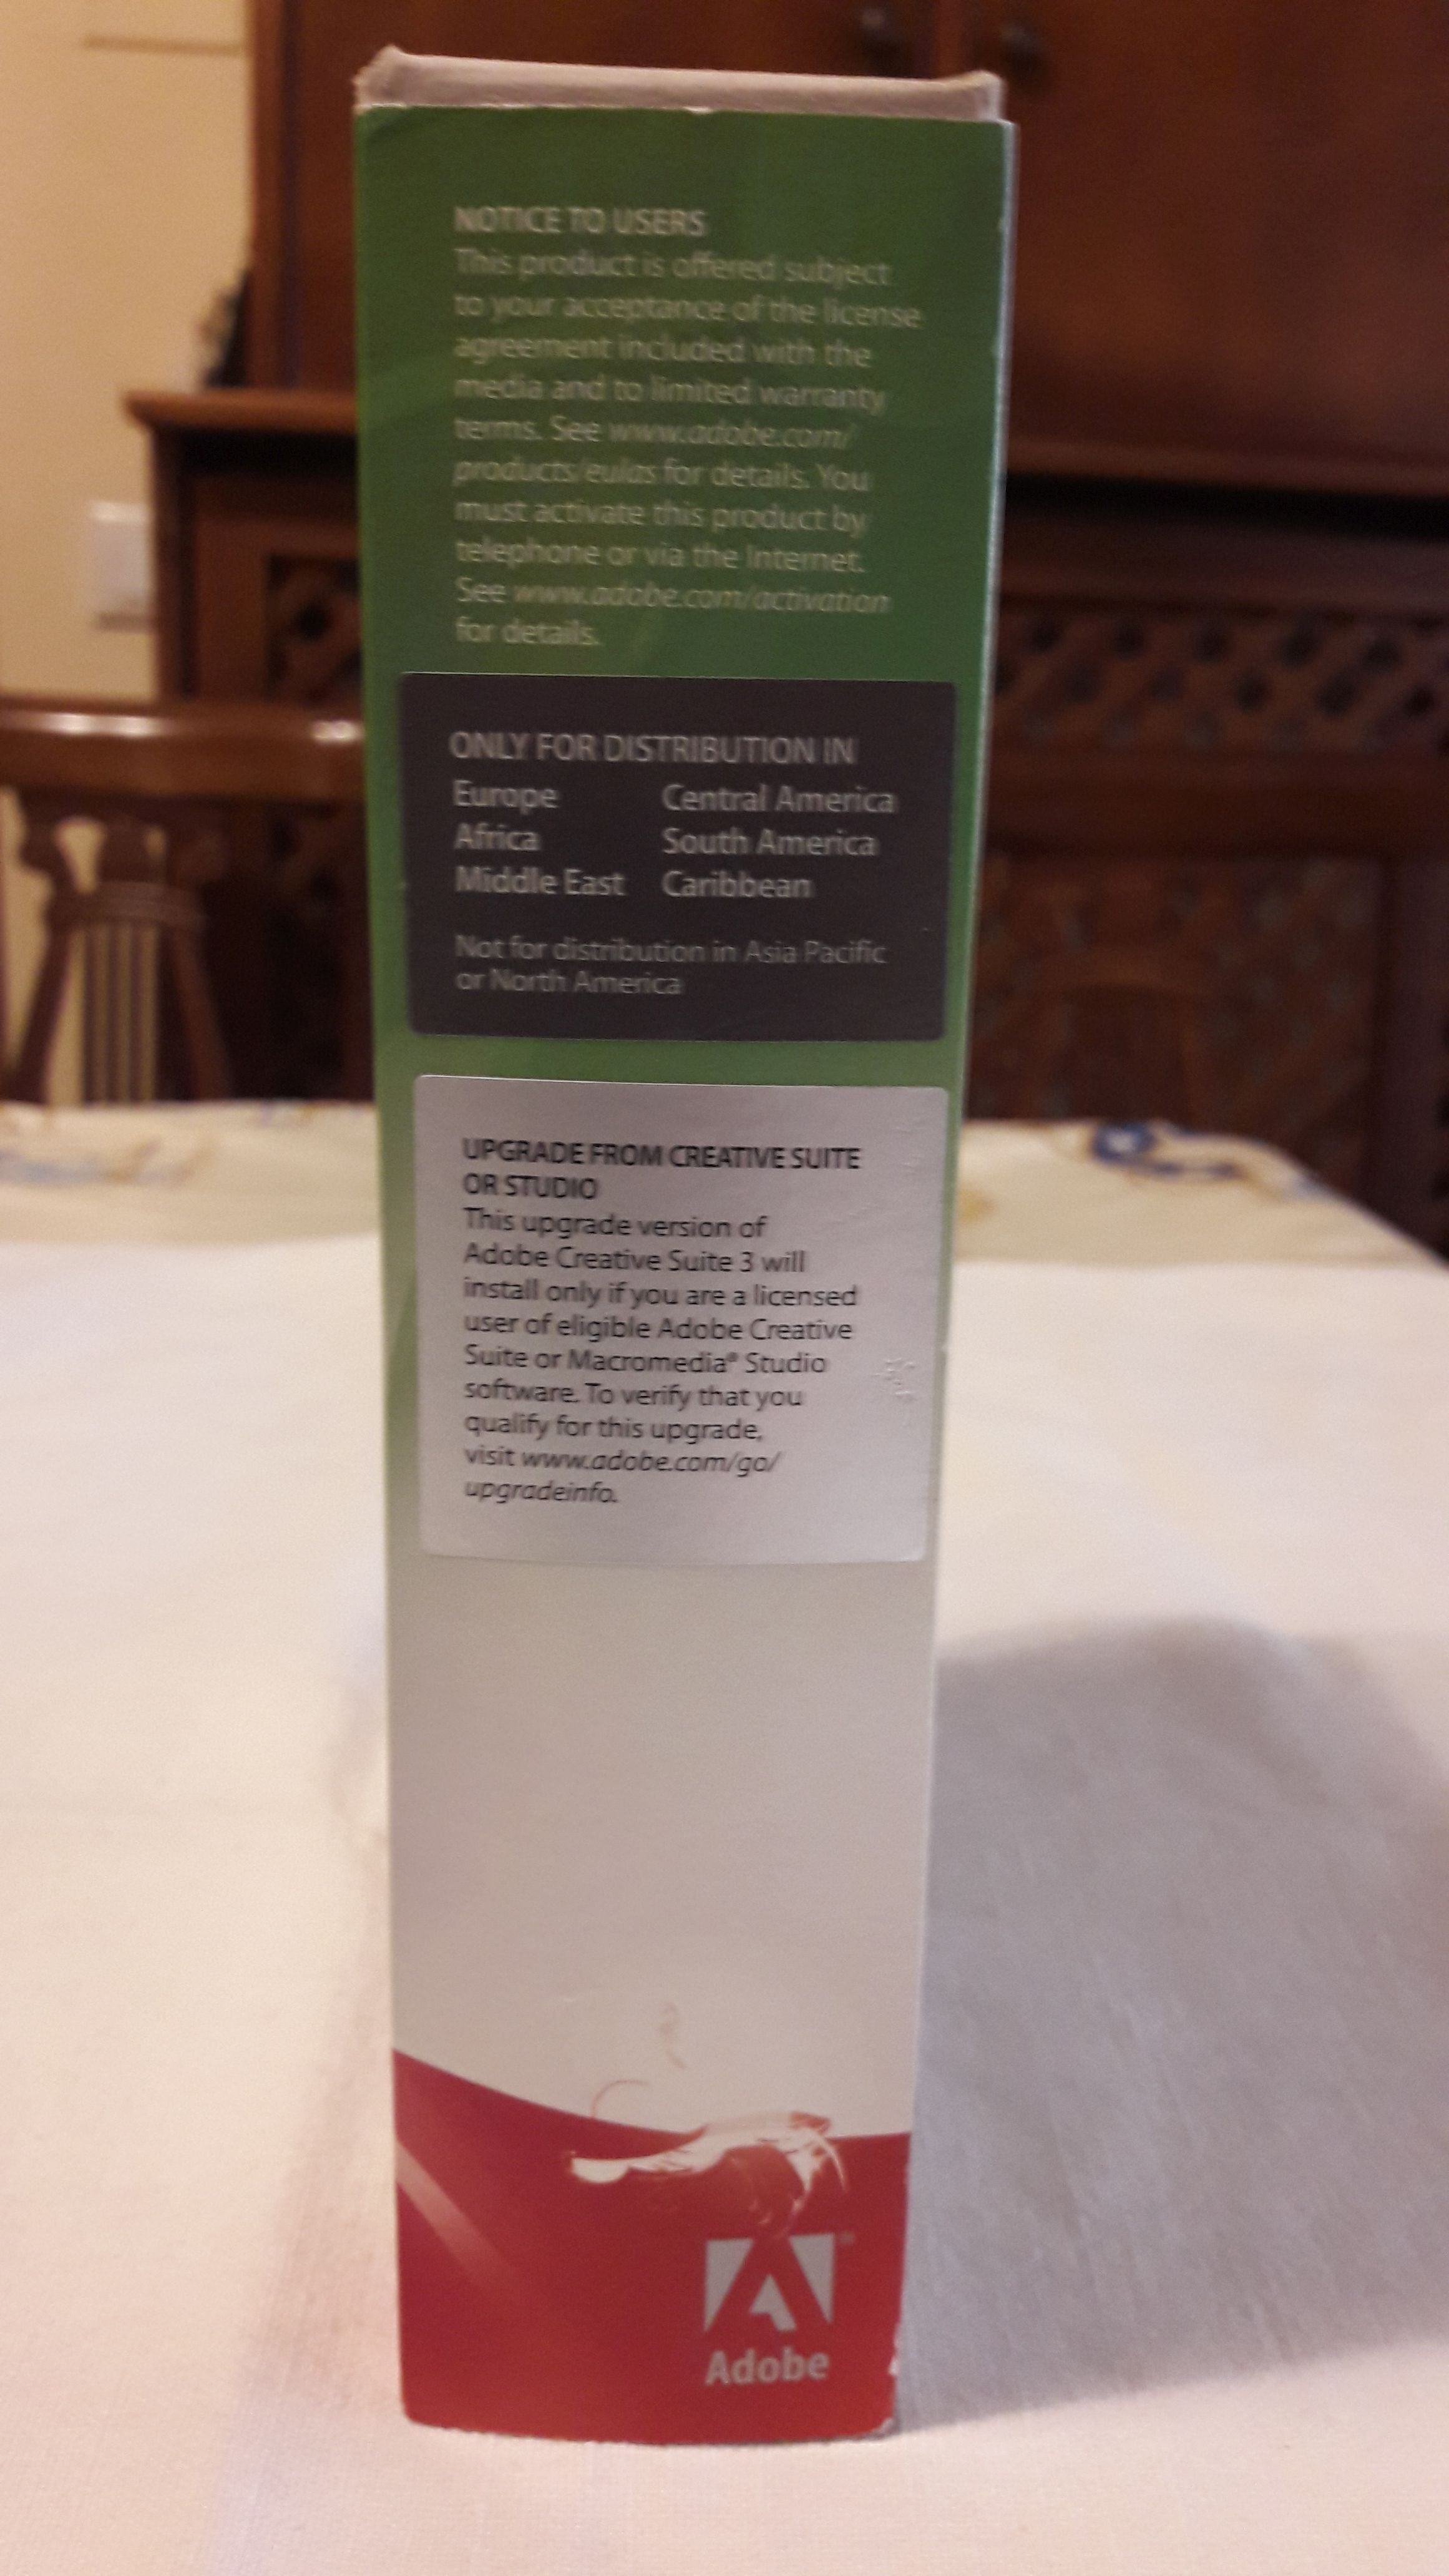 NOTICE TO USERS
This product is offered subject
to your acceptance of the license
agreement included with the
media and to limited warranty
terms. See www.adobe.com/
products/eulas for details. You
must activate this product by
telephone or via the Internet.
See www.adobe.com/activation
for details.
ONLY FOR DISTRIBUTION IN
Europe Central America
Africa South America
Middle East Caribbean
Not for distribution in Asia Pacific
or North America
UPGRADE FROM CREATIVE SUITE
OR STUDIO
This upgrade version of
Adobe Creative Suite 3 will
install only if you are a licensed
user of eligible Adobe Creative
Suite or Macromedia® Studio
software. To verify that you
qualify for this upgrade,
visit www.adobe.com/go/
upgradeinfo.
Adobe